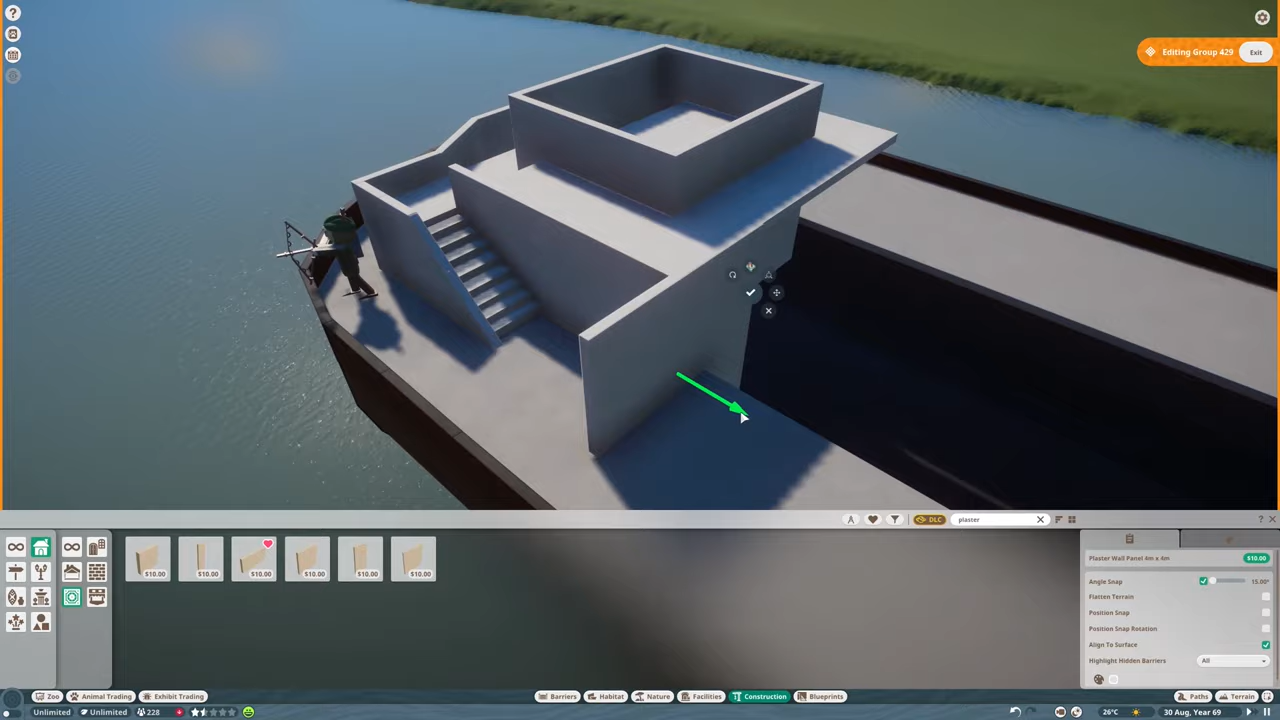 ?
Editing Group 429
Exit
DLC
plaster
?
$10.00
$10.00
$10.00
$10.00
$10.00
$10.00
Plaster Wall Panel 4m x 4m
$10.00
Angle Snap
15.00°
Flatten Terrain
Position Snap
Position Snap Rotation
Align To Surface
Highlight Hidden Barriers
All
Zoo
Animal Trading
Exhibit Trading
Barriers
Habitat
Nature
Facilities
Construction
Blueprints
Paths
Terrain
Unlimited
Unlimited
228
26°C
30 Aug, Year 69